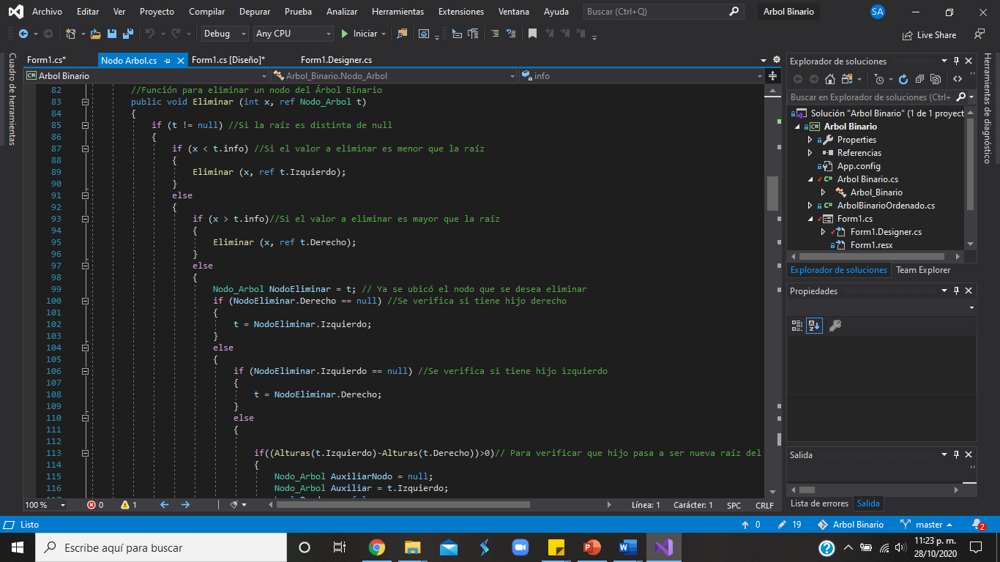 Archivo Editar Ver Proyecto Compilar Depurar Prueba Analizar Herramientas Extensiones Ventana Ayuda Buscar (Ctrl+Q) Arbol Binario SA
Debug Any CPU Iniciar Live Share
Cuadro de herramientas
Form1.cs* Nodo Arbol.cs Form1.cs [Diseño]* Form1.Designer.cs
C# Arbol Binario Arbol_Binario.Nodo_Arbol info
82 //Función para eliminar un nodo del Árbol Binario
83 public void Eliminar (int x, ref Nodo_Arbol t)
84 {
85 if (t != null) //Si la raíz es distinta de null
86 {
87 if (x < t.info) //Si el valor a eliminar es menor que la raíz
88 {
89 Eliminar (x, ref t.Izquierdo);
90 }
91 else
92 {
93 if (x > t.info)//Si el valor a eliminar es mayor que la raíz
94 {
95 Eliminar (x, ref t.Derecho);
96 }
97 else
98 {
99 Nodo_Arbol NodoEliminar = t; // Ya se ubicó el nodo que se desea eliminar
100 if (NodoEliminar.Derecho == null) //Se verifica si tiene hijo derecho
101 {
102 t = NodoEliminar.Izquierdo;
103 }
104 else
105 {
106 if (NodoEliminar.Izquierdo == null) //Se verifica si tiene hijo izquierdo
107 {
108 t = NodoEliminar.Derecho;
109 }
110 else
111 {
112
113 if((Alturas(t.Izquierdo)-Alturas(t.Derecho))>0)// Para verificar que hijo pasa a ser nueva raíz del
114 {
115 Nodo_Arbol AuxiliarNodo = null;
116 Nodo_Arbol Auxiliar = t.Izquierdo;
100 % 0 1 Línea: 1 Carácter: 1 SPC CRLF
Explorador de soluciones
Buscar en Explorador de soluciones (Ctrl+
Solución "Arbol Binario" (1 de 1 proyect
C# Arbol Binario
Properties
Referencias
App.config
C# Arbol Binario.cs
Arbol_Binario
C# ArbolBinarioOrdenado.cs
Form1.cs
Form1.Designer.cs
Form1.resx
Explorador de soluciones Team Explorer
Propiedades
Salida
Lista de errores Salida
Herramientas de diagnóstico
Listo 0 19 Arbol Binario master 2
Escribe aquí para buscar
11:23 p. m.
28/10/2020